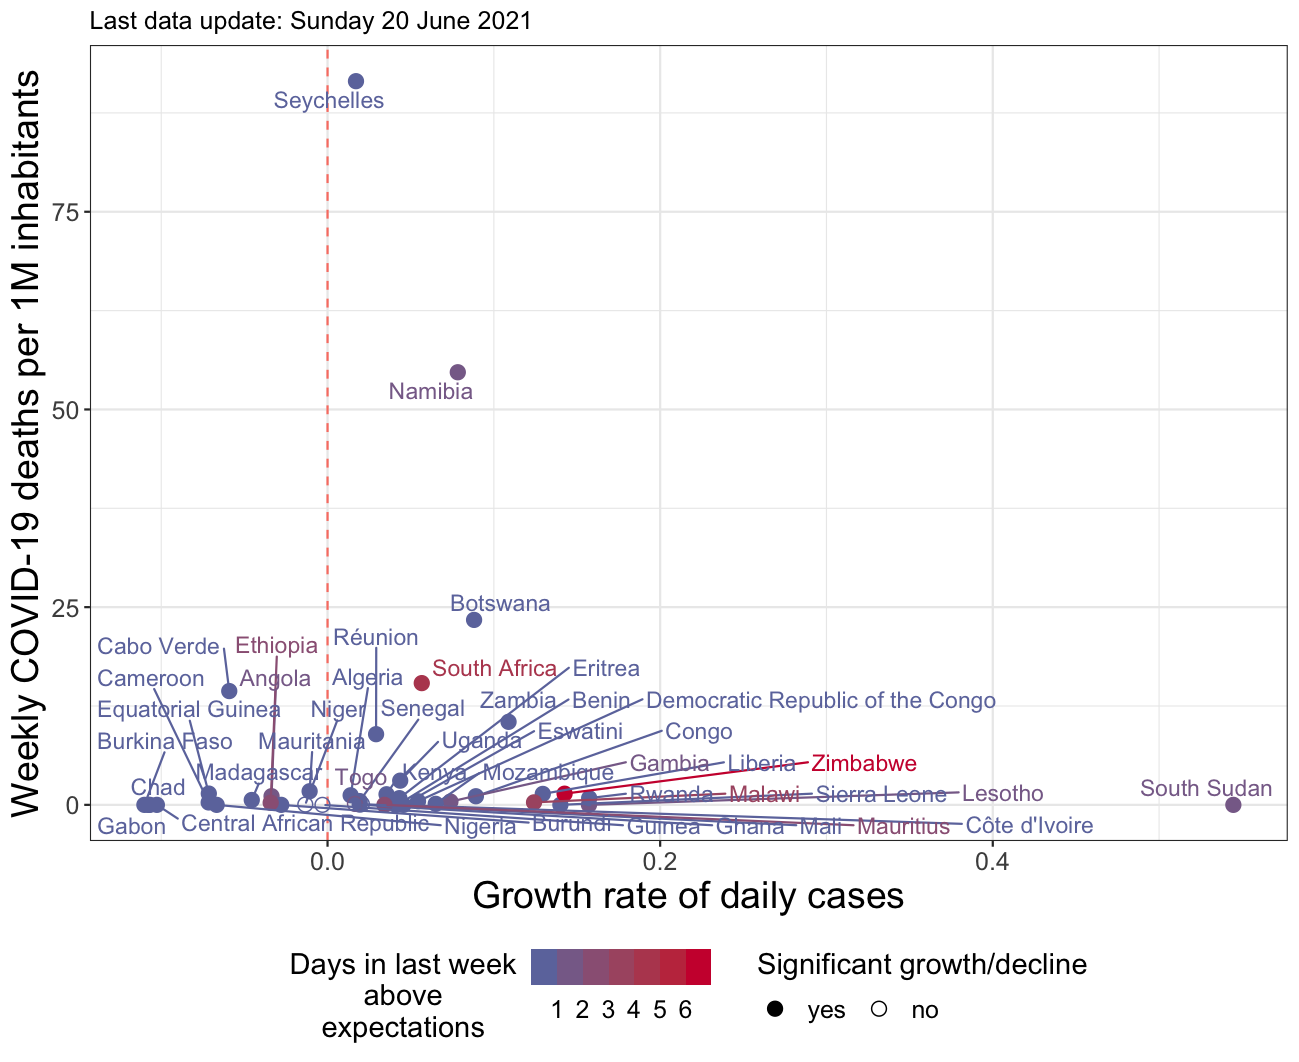 Last data update: Sunday 20 June 2021
Weekly COVID-19 deaths per 1M inhabitants
75
50
25
0
Seychelles
Namibia
Botswana
Réunion
Cabo Verde
Ethiopia
South Africa
Eritrea
Cameroon
Angola
Algeria
Zambia
Benin
Democratic Republic of the Congo
Equatorial Guinea
Niger
Senegal
Eswatini
Congo
Burkina Faso
Mauritania
Uganda
Gambia
Liberia
Zimbabwe
Madagascar
Togo
Kenya
Mozambique
Chad
Rwanda
Malawi
Sierra Leone
Lesotho
South Sudan
Gabon
Central African Republic
Nigeria
Burundi
Guinea
Ghana
Mali
Mauritius
Côte d'Ivoire
0.0
0.2
0.4
Growth rate of daily cases
Days in last week
above
expectations
1 2 3 4 5 6
Significant growth/decline
yes
no